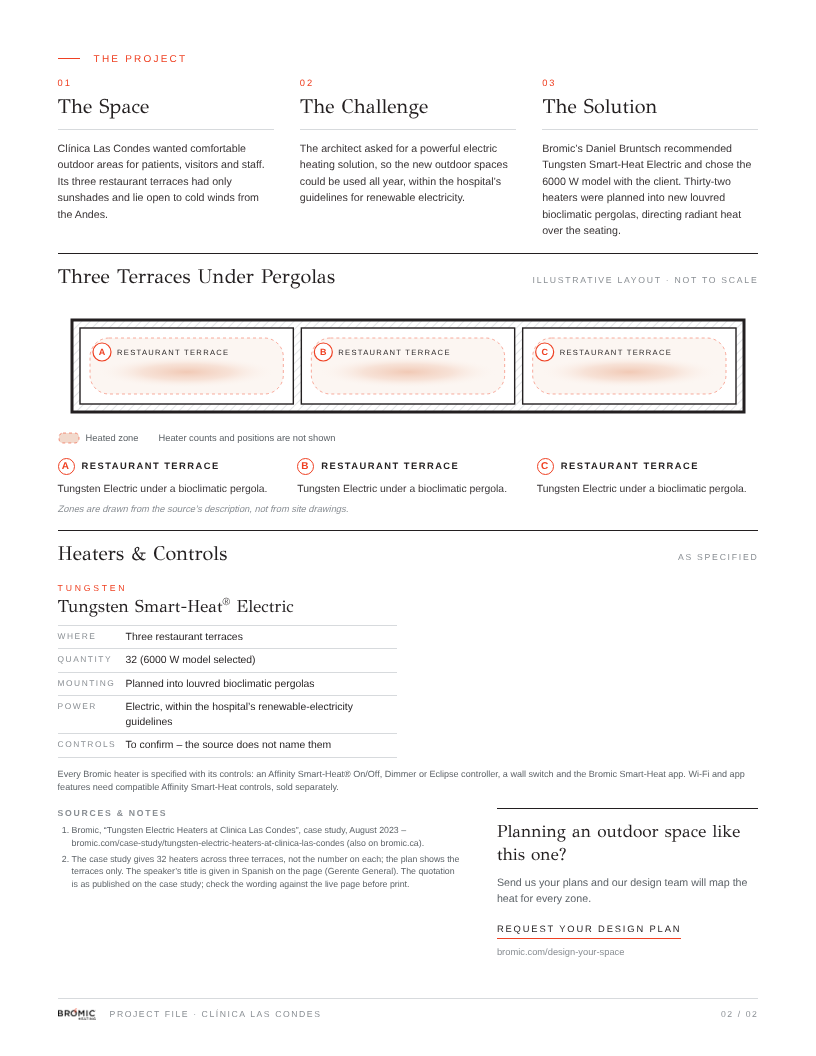 THE PROJECT
01
The Space
Clínica Las Condes wanted comfortable
outdoor areas for patients, visitors and staff.
Its three restaurant terraces had only
sunshades and lie open to cold winds from
the Andes.
02
The Challenge
The architect asked for a powerful electric
heating solution, so the new outdoor spaces
could be used all year, within the hospital's
guidelines for renewable electricity.
03
The Solution
Bromic's Daniel Bruntsch recommended
Tungsten Smart-Heat Electric and chose the
6000 W model with the client. Thirty-two
heaters were planned into new louvred
bioclimatic pergolas, directing radiant heat
over the seating.
Three Terraces Under Pergolas
ILLUSTRATIVE LAYOUT · NOT TO SCALE
A RESTAURANT TERRACE
B RESTAURANT TERRACE
C RESTAURANT TERRACE
Heated zone
Heater counts and positions are not shown
A RESTAURANT TERRACE
Tungsten Electric under a bioclimatic pergola.
B RESTAURANT TERRACE
Tungsten Electric under a bioclimatic pergola.
C RESTAURANT TERRACE
Tungsten Electric under a bioclimatic pergola.
Zones are drawn from the source's description, not from site drawings.
Heaters & Controls
AS SPECIFIED
TUNGSTEN
Tungsten Smart-Heat® Electric
WHERE Three restaurant terraces
QUANTITY 32 (6000 W model selected)
MOUNTING Planned into louvred bioclimatic pergolas
POWER Electric, within the hospital's renewable-electricity
guidelines
CONTROLS To confirm – the source does not name them
Every Bromic heater is specified with its controls: an Affinity Smart-Heat® On/Off, Dimmer or Eclipse controller, a wall switch and the Bromic Smart-Heat app. Wi-Fi and app
features need compatible Affinity Smart-Heat controls, sold separately.
SOURCES & NOTES
1. Bromic, "Tungsten Electric Heaters at Clinica Las Condes", case study, August 2023 –
bromic.com/case-study/tungsten-electric-heaters-at-clinica-las-condes (also on bromic.ca).
2. The case study gives 32 heaters across three terraces, not the number on each; the plan shows the
terraces only. The speaker's title is given in Spanish on the page (Gerente General). The quotation
is as published on the case study; check the wording against the live page before print.
Planning an outdoor space like
this one?
Send us your plans and our design team will map the
heat for every zone.
REQUEST YOUR DESIGN PLAN
bromic.com/design-your-space
BROMIC
HEATING
PROJECT FILE · CLÍNICA LAS CONDES
02 / 02